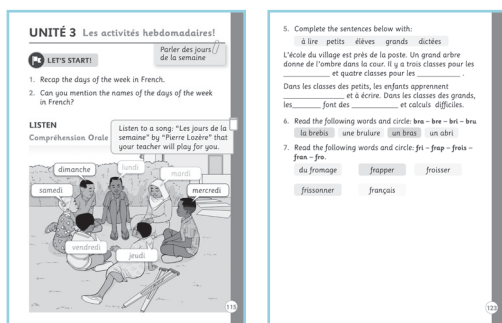 UNITÉ 3 Les activités hebdomadaires!
Parler des jours
de la semaine
LET'S START!
1. Recap the days of the week in French.
2. Can you mention the names of the days of the week
in French?
LISTEN
Compréhension Orale
Listen to a song: "Les jours de la
semaine" by "Pierre Lozère" that
your teacher will play for you.
dimanche
lundi
mardi
samedi
mercredi
vendredi
jeudi
115
5. Complete the sentences below with:
à lire petits élèves grands dictées
L'école du village est près de la poste. Un grand arbre
donne de l'ombre dans la cour. Il y a trois classes pour les
____________ et quatre classes pour les ____________ .
Dans les classes des petits, les enfants apprennent
____________ et à écrire. Dans les classes des grands,
les________ font des ____________ et calculs difficiles.
6. Read the following words and circle: bra – bre – bri – bru.
la brebis une brulure un bras un abri
7. Read the following words and circle: fri – frap – frois –
fran – fro.
du fromage frapper froisser
frissonner français
123